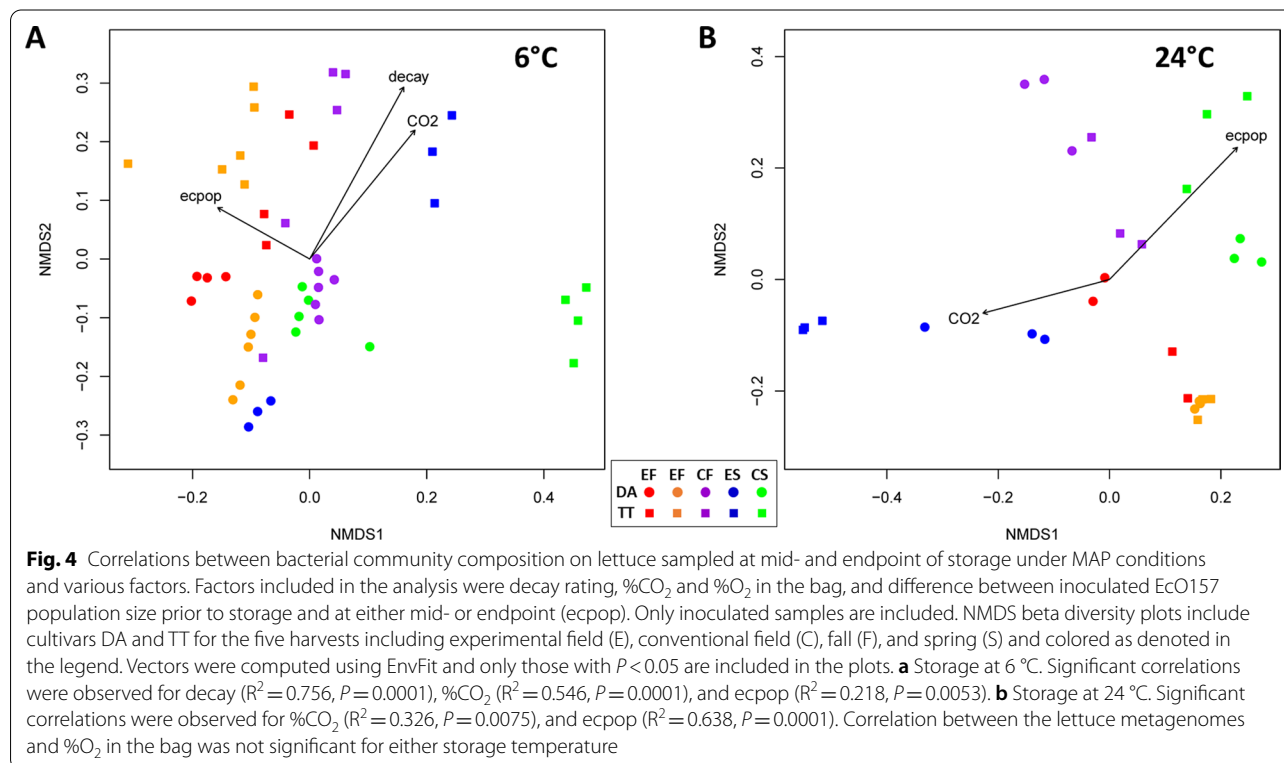 A
6°C
decay
CO2
ecpop
NMDS2
0.3
0.2
0.1
0.0
−0.1
−0.2
−0.3
−0.2
0.0
0.2
0.4
NMDS1
B
24°C
ecpop
CO2
NMDS2
0.4
0.2
0.0
−0.2
−0.4
−0.2
0.0
0.2
NMDS1
EF EF CF ES CS
DA
TT
Fig. 4 Correlations between bacterial community composition on lettuce sampled at mid- and endpoint of storage under MAP conditions
and various factors. Factors included in the analysis were decay rating, %CO₂ and %O₂ in the bag, and difference between inoculated EcO157
population size prior to storage and at either mid- or endpoint (ecpop). Only inoculated samples are included. NMDS beta diversity plots include
cultivars DA and TT for the five harvests including experimental field (E), conventional field (C), fall (F), and spring (S) and colored as denoted in
the legend. Vectors were computed using EnvFit and only those with P < 0.05 are included in the plots. a Storage at 6 °C. Significant correlations
were observed for decay (R² = 0.756, P = 0.0001), %CO₂ (R² = 0.546, P = 0.0001), and ecpop (R² = 0.218, P = 0.0053). b Storage at 24 °C. Significant
correlations were observed for %CO₂ (R² = 0.326, P = 0.0075), and ecpop (R² = 0.638, P = 0.0001). Correlation between the lettuce metagenomes
and %O₂ in the bag was not significant for either storage temperature